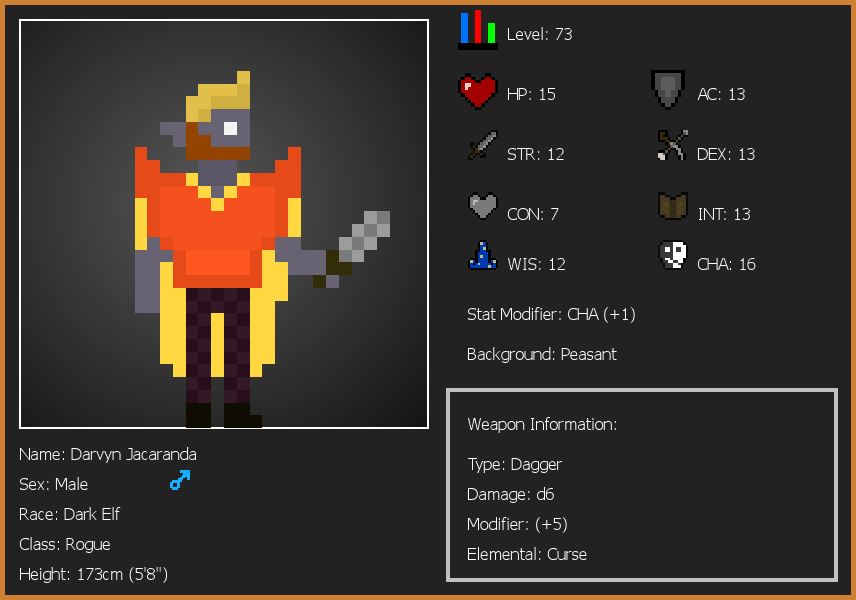 Level: 73
HP: 15
AC: 13
STR: 12
DEX: 13
CON: 7
INT: 13
WIS: 12
CHA: 16
Stat Modifier: CHA (+1)
Background: Peasant
Weapon Information:
Type: Dagger
Damage: d6
Modifier: (+5)
Elemental: Curse
Name: Darvyn Jacaranda
Sex: Male
Race: Dark Elf
Class: Rogue
Height: 173cm (5'8")